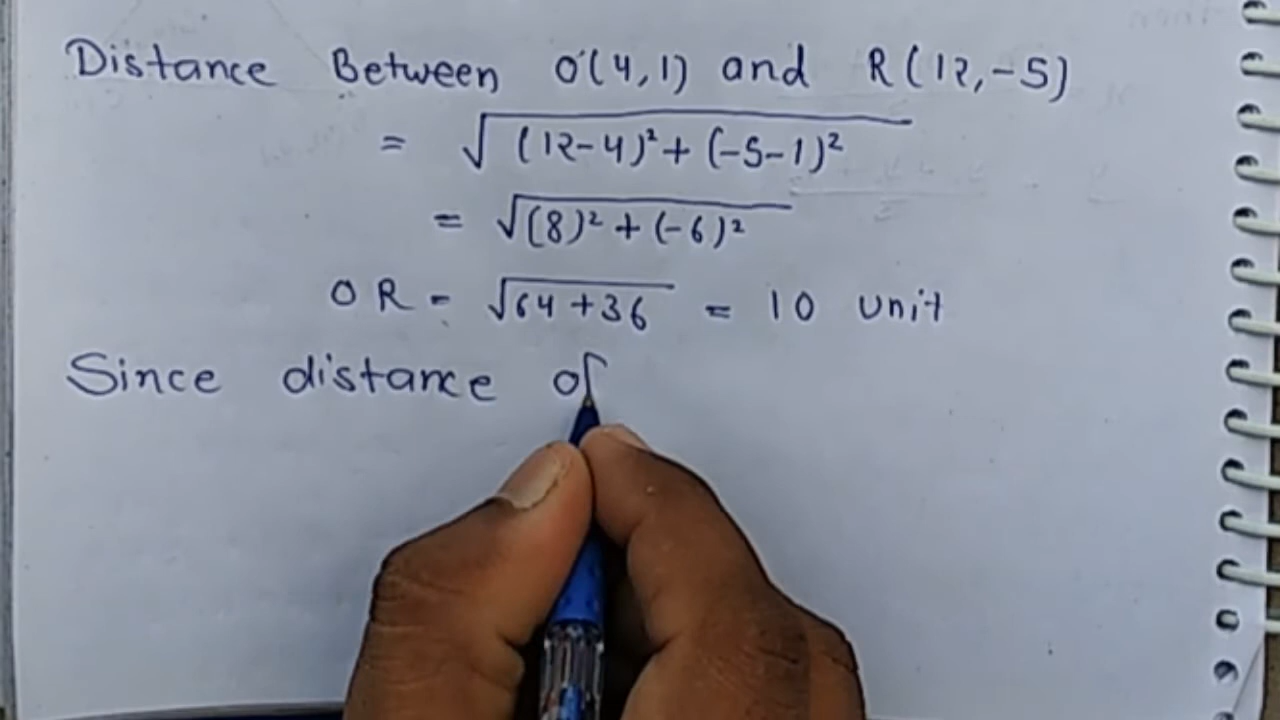 Distance Between O(4,1) and R(12,-5)
= √(12-4)²+(-5-1)²
= √(8)²+(-6)²
OR = √64+36 = 10 unit
Since distance of